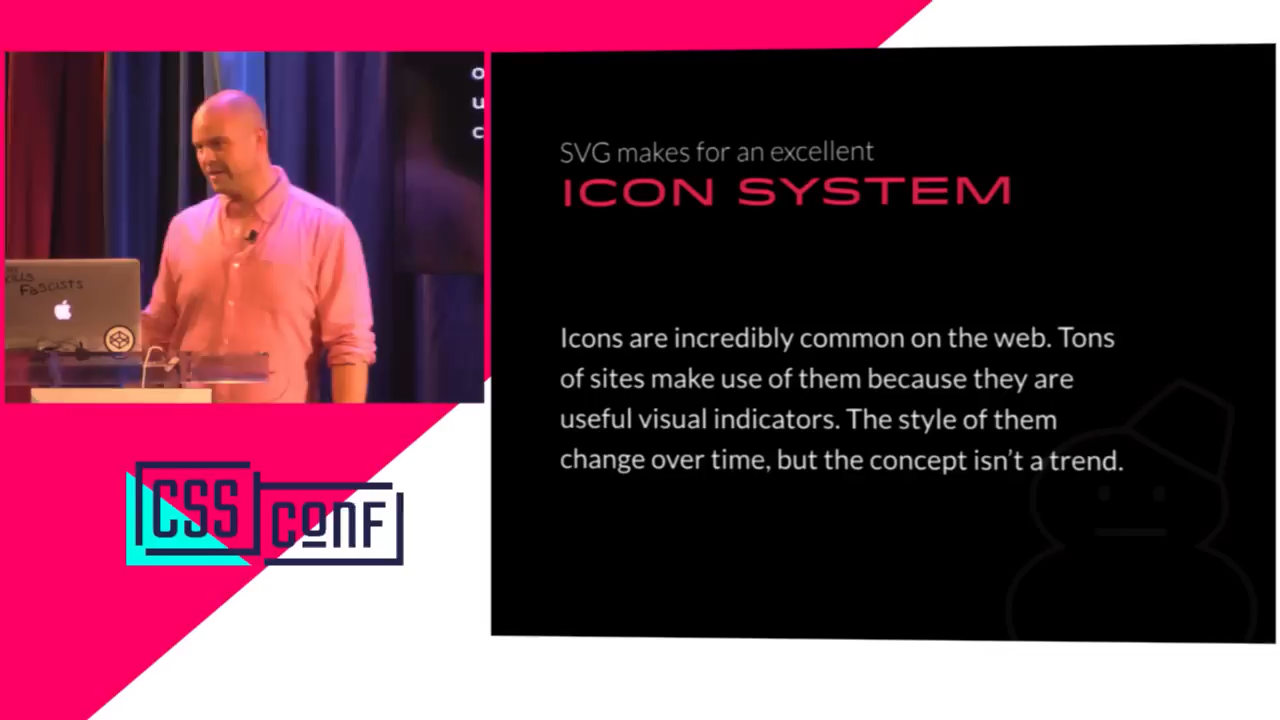 o
u
c
Fascists
SVG makes for an excellent
ICON SYSTEM
Icons are incredibly common on the web. Tons
of sites make use of them because they are
useful visual indicators. The style of them
change over time, but the concept isn't a trend.
CSS
conf